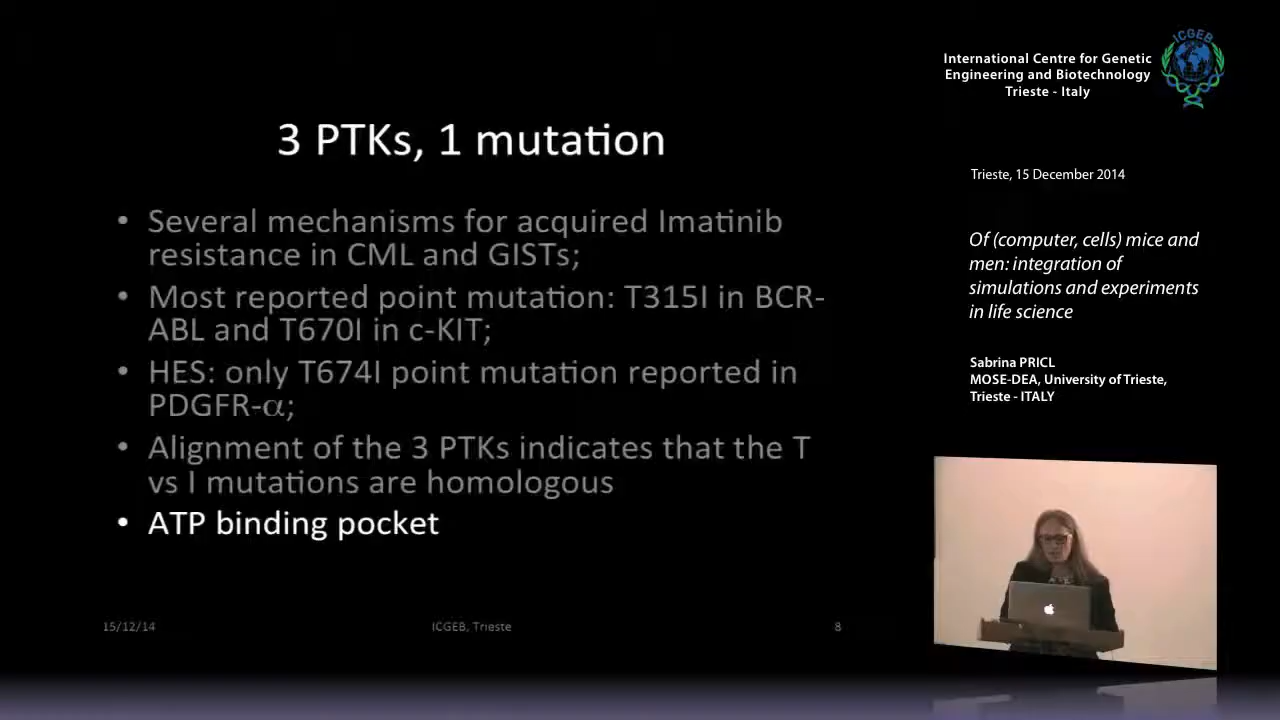 ICGEB
International Centre for Genetic
Engineering and Biotechnology
Trieste - Italy
3 PTKs, 1 mutation
• Several mechanisms for acquired Imatinib
resistance in CML and GISTs;
• Most reported point mutation: T315I in BCR-
ABL and T670I in c-KIT;
• HES: only T674I point mutation reported in
PDGFR-α;
• Alignment of the 3 PTKs indicates that the T
vs I mutations are homologous
• ATP binding pocket
15/12/14
ICGEB, Trieste
8
Trieste, 15 December 2014
Of (computer, cells) mice and
men: integration of
simulations and experiments
in life science
Sabrina PRICL
MOSE-DEA, University of Trieste,
Trieste - ITALY